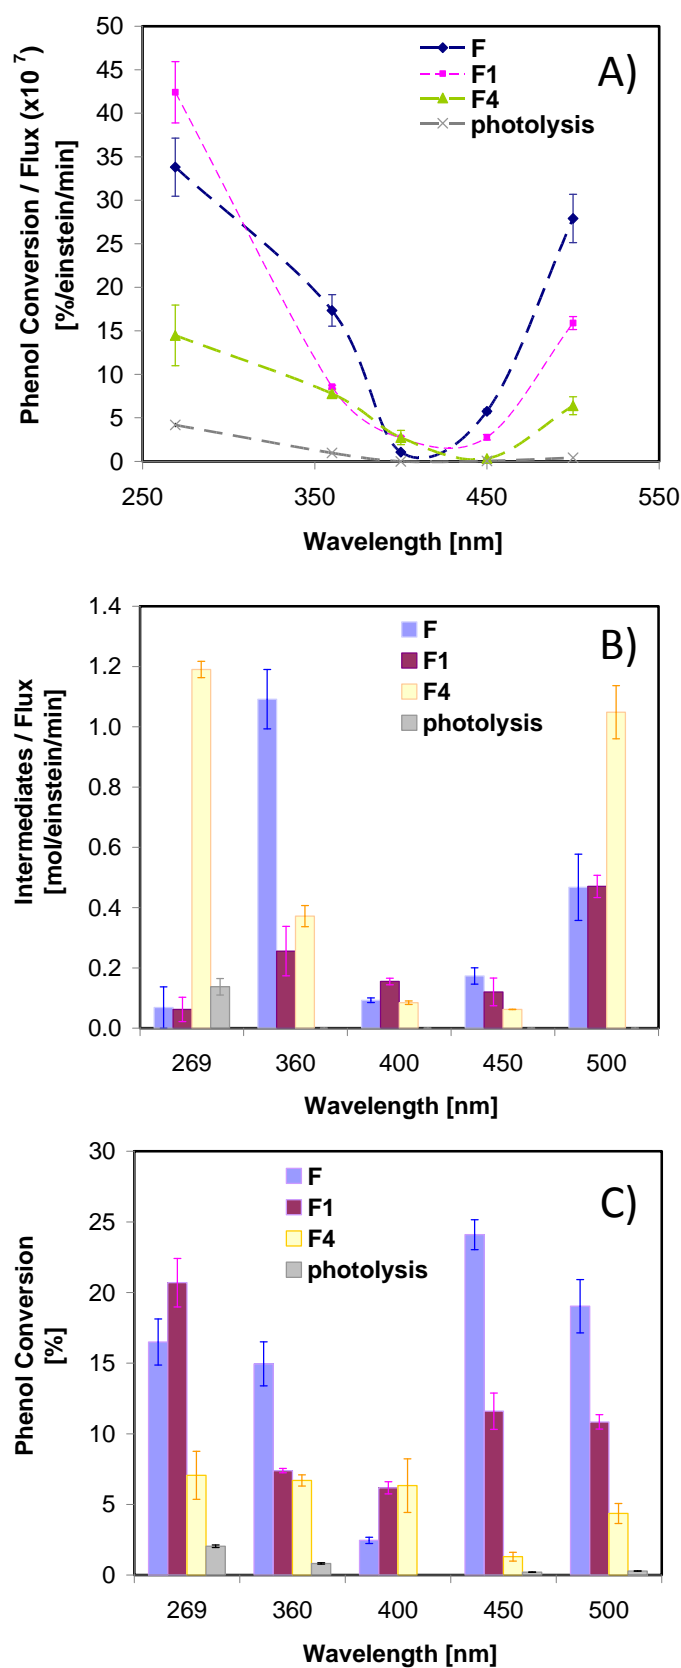 Phenol Conversion / Flux (x10 7)
[%/einstein/min]
50
45
40
35
30
25
20
15
10
5
0
F
F1
F4
photolysis
A)
250 350 450 550
Wavelength [nm]
Intermediates / Flux
[mol/einstein/min]
1.4
1.2
1.0
0.8
0.6
0.4
0.2
0.0
F
F1
F4
photolysis
B)
269 360 400 450 500
Wavelength [nm]
Phenol Conversion
[%]
30
25
20
15
10
5
0
F
F1
F4
photolysis
C)
269 360 400 450 500
Wavelength [nm]